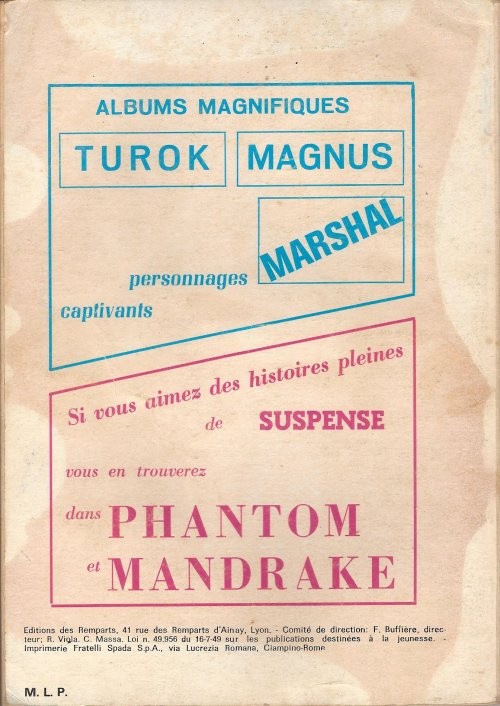 ALBUMS MAGNIFIQUES
TUROK MAGNUS
MARSHAL
personnages
captivants
Si vous aimez des histoires pleines
de SUSPENSE
vous en trouverez
dans PHANTOM
et MANDRAKE
Editions des Remparts, 41 rue des Remparts d'Ainay, Lyon. - Comité de direction: F. Buffière, direc-
teur; R. Vigla. C. Massa. Loi n. 49,956 du 16-7-49 sur les publications destinées à la jeunesse. -
Imprimerie Fratelli Spada S.p.A., via Lucrezia Romana, Ciampino-Rome
M. L. P.